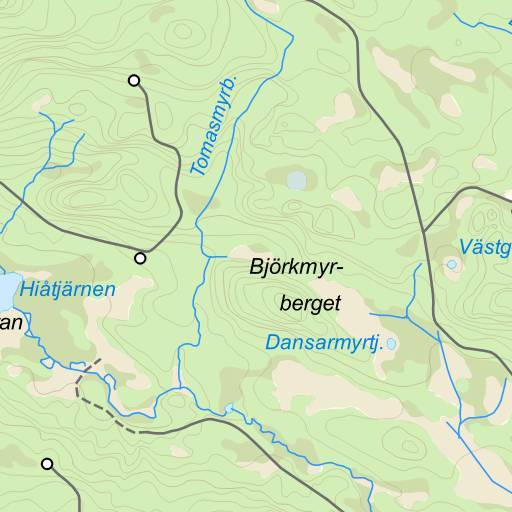 Tomasmyrb.
Västg
Björkmyr-
berget
Hiåtjärnen
an
Dansarmyrtj.